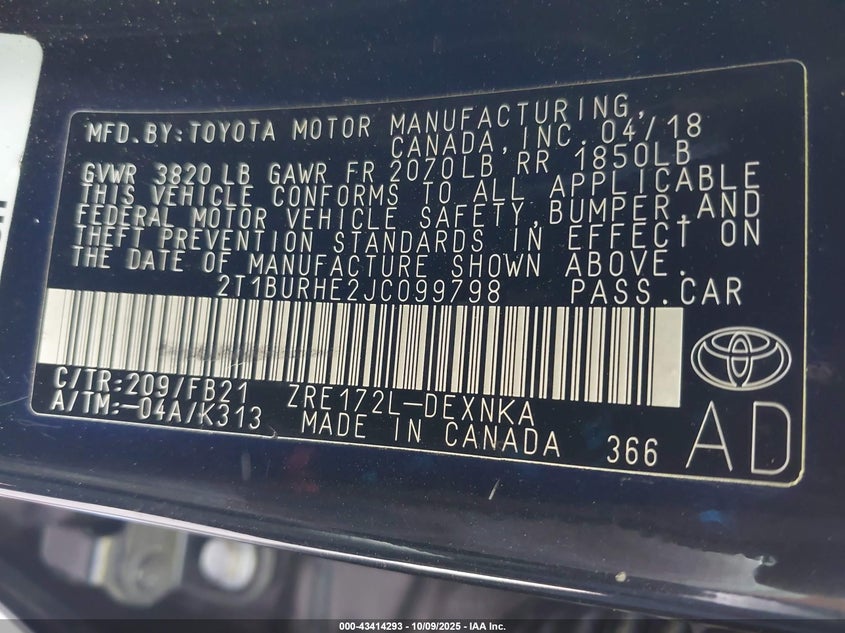 MFD.BY:TOYOTA MOTOR MANUFACTURING,
CANADA,INC.04/18
GVWR 3820LB GAWR FR 2070LB RR 1850LB
THIS VEHICLE CONFORMS TO ALL APPLICABLE
FEDERAL MOTOR VEHICLE SAFETY,BUMPER,AND
THEFT PREVENTION STANDARDS IN EFFECT ON
THE DATE OF MANUFACTURE SHOWN ABOVE.
2T1BURHE2JC099798 PASS.CAR
C/TR:209/FB21 ZRE172L-DEXNKA
A/TM:-04A/K313 MADE IN CANADA 366 AD
000-43414293 - 10/09/2025 - IAA Inc.